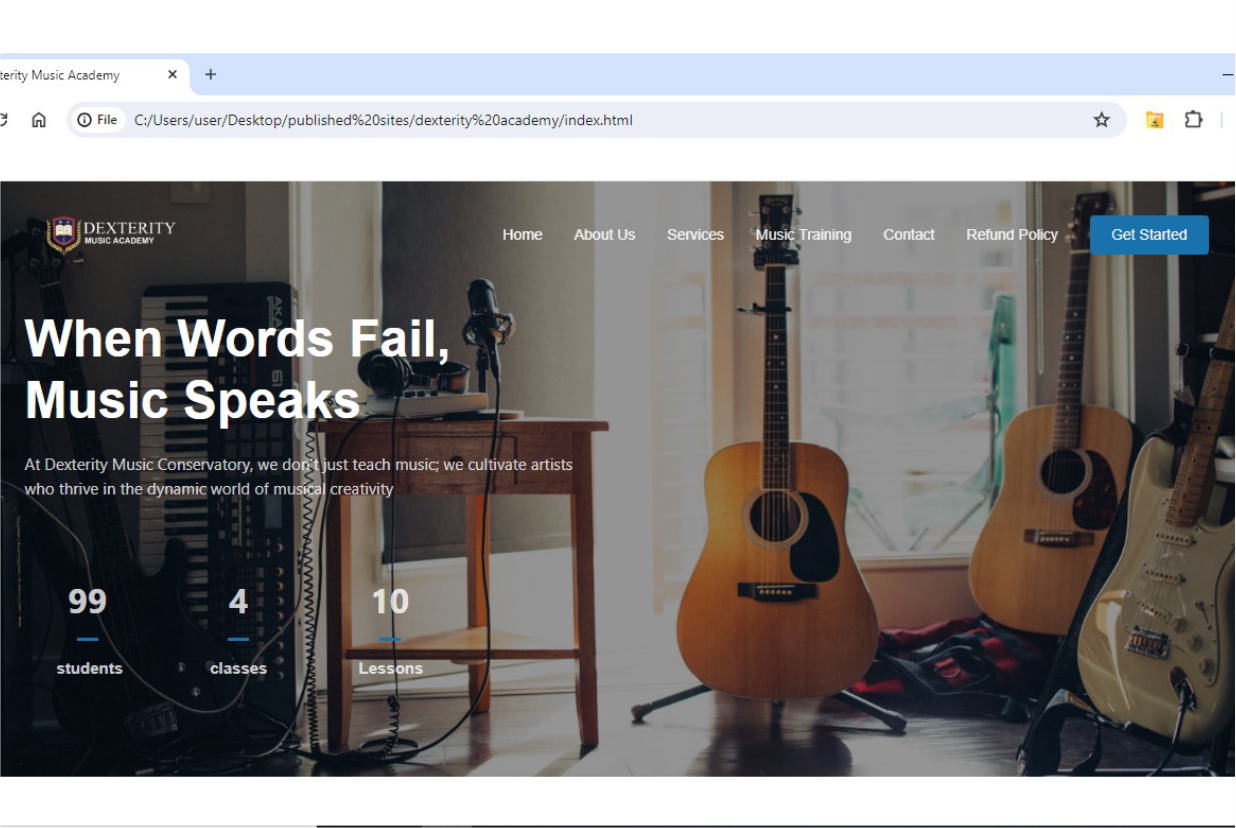 terity Music Academy
File C:/Users/user/Desktop/published%20sites/dexterity%20academy/index.html
DEXTERITY
MUSIC ACADEMY
Home About Us Services Music Training Contact Refund Policy Get Started
When Words Fail,
Music Speaks
At Dexterity Music Conservatory, we don't just teach music; we cultivate artists
who thrive in the dynamic world of musical creativity
99 4 10
students classes Lessons